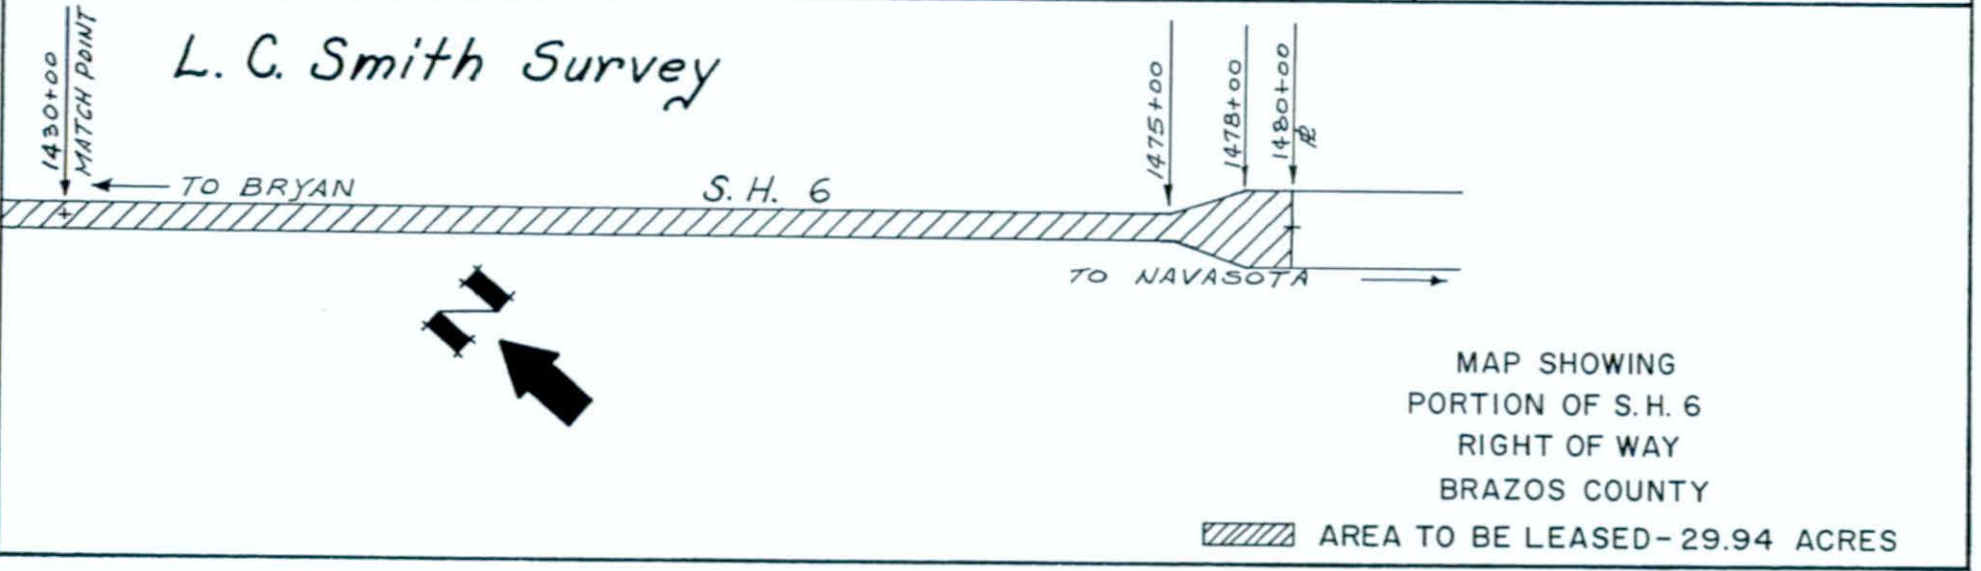 1430+00
MATCH POINT
L. C. Smith Survey
1475+00
1478+00
1480+00
TO BRYAN
S. H. 6
TO NAVASOTA
N
MAP SHOWING
PORTION OF S. H. 6
RIGHT OF WAY
BRAZOS COUNTY
AREA TO BE LEASED-29.94 ACRES